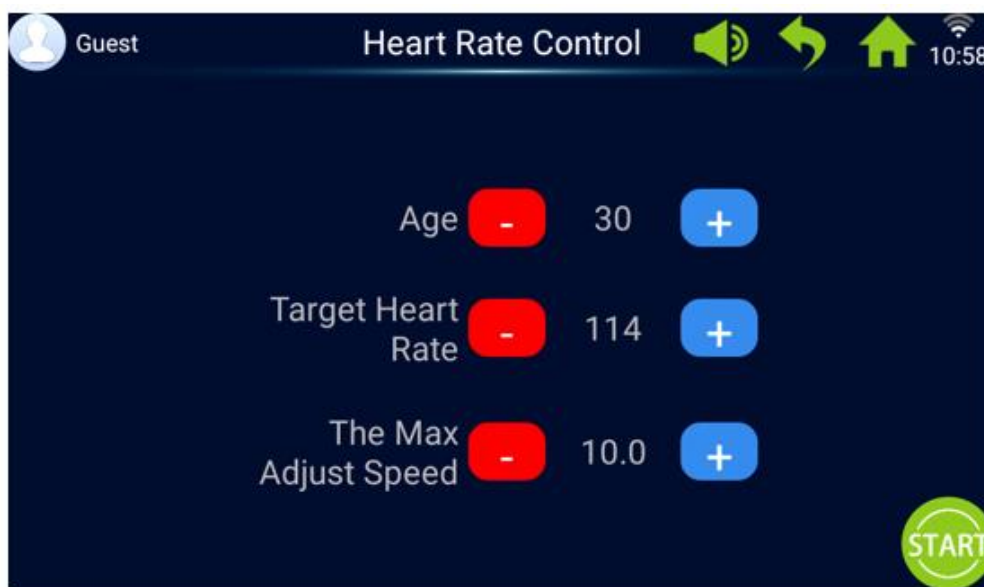 Guest
Heart Rate Control
10:58
Age - 30 +
Target Heart
Rate - 114 +
The Max
Adjust Speed - 10.0 +
START